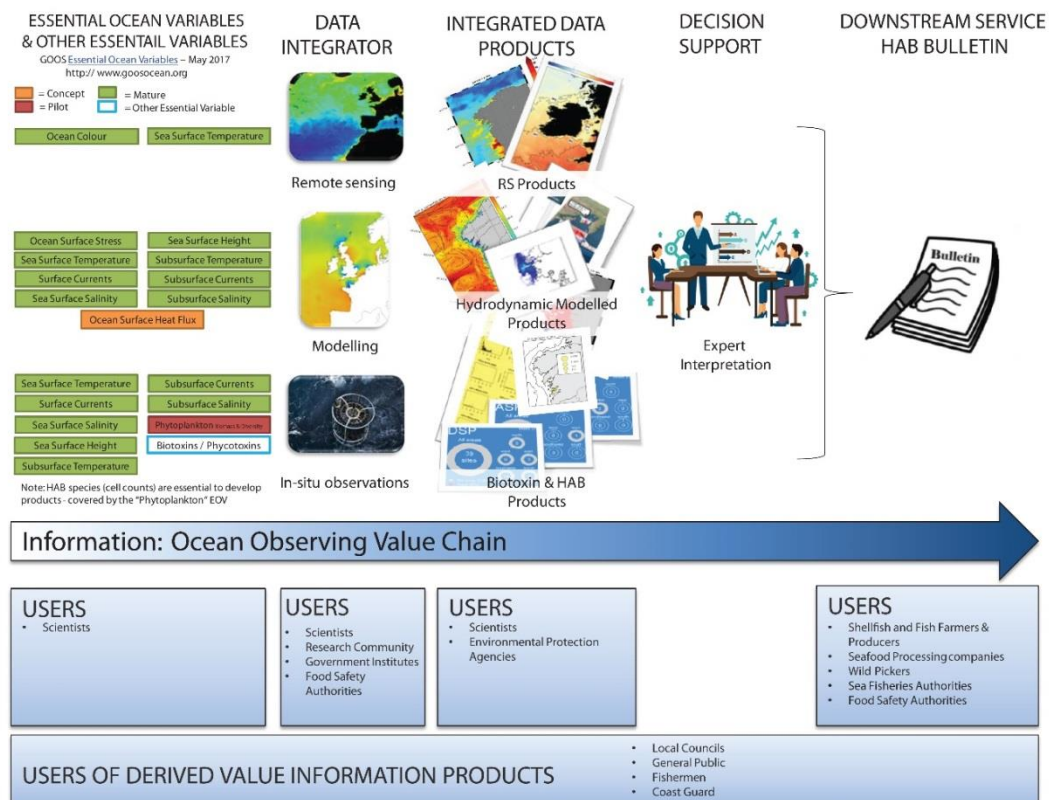 ESSENTIAL OCEAN VARIABLES
& OTHER ESSENTAIL VARIABLES
GOOS Essential Ocean Variables – May 2017
http:// www.goosocean.org
= Concept
= Mature
= Pilot
= Other Essential Variable
Ocean Colour
Sea Surface Temperature
Ocean Surface Stress
Sea Surface Height
Sea Surface Temperature
Subsurface Temperature
Surface Currents
Subsurface Currents
Sea Surface Salinity
Subsurface Salinity
Ocean Surface Heat Flux
Sea Surface Temperature
Subsurface Currents
Surface Currents
Subsurface Salinity
Sea Surface Salinity
Phytoplankton
Sea Surface Height
Biotoxins / Phycotoxins
Subsurface Temperature
Note: HAB species (cell counts) are essential to develop
products - covered by the "Phytoplankton" EOV
DATA
INTEGRATOR
Remote sensing
Modelling
In-situ observations
INTEGRATED DATA
PRODUCTS
RS Products
Hydrodynamic Modelled
Products
ASP
DSP
All areas
Biotoxin & HAB
Products
DECISION
SUPPORT
Expert
Interpretation
DOWNSTREAM SERVICE
HAB BULLETIN
Bulletin
Information: Ocean Observing Value Chain
USERS
• Scientists
USERS
• Scientists
• Research Community
• Government Institutes
• Food Safety
Authorities
USERS
• Scientists
• Environmental Protection
Agencies
USERS
• Shellfish and Fish Farmers &
Producers
• Seafood Processing companies
• Wild Pickers
• Sea Fisheries Authorities
• Food Safety Authorities
USERS OF DERIVED VALUE INFORMATION PRODUCTS
• Local Councils
• General Public
• Fishermen
• Coast Guard